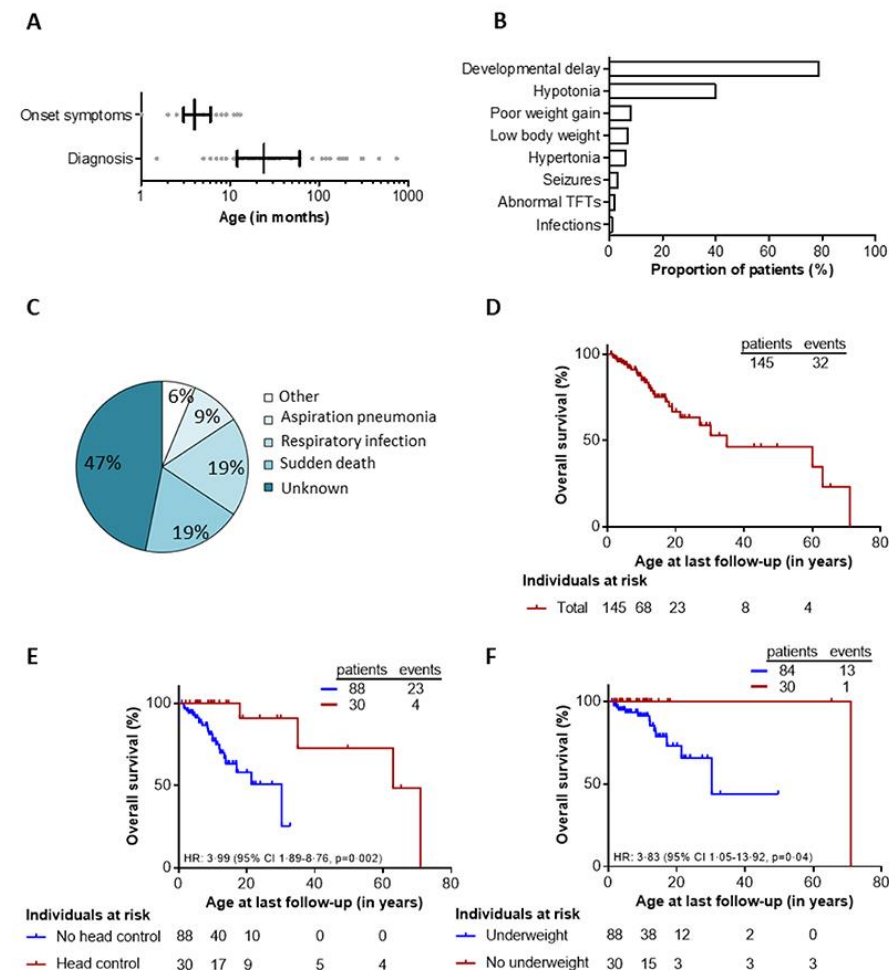 A
Onset symptoms
Diagnosis
1 10 100 1000
Age (in months)
B
Developmental delay
Hypotonia
Poor weight gain
Low body weight
Hypertonia
Seizures
Abnormal TFTs
Infections
0 20 40 60 80 100
Proportion of patients (%)
C
6%
9%
19%
19%
47%
Other
Aspiration pneumonia
Respiratory infection
Sudden death
Unknown
D
patients events
145 32
Overall survival (%)
100
50
0
0 20 40 60 80
Age at last follow-up (in years)
Individuals at risk
Total 145 68 23 8 4
E
patients events
88 23
30 4
Overall survival (%)
100
50
0
HR: 3·99 (95% CI 1·89-8·76, p=0·002)
0 20 40 60 80
Age at last follow-up (in years)
Individuals at risk
No head control 88 40 10 0 0
Head control 30 17 9 5 4
F
patients events
84 13
30 1
Overall survival (%)
100
50
0
HR: 3·83 (95% CI 1·05-13·92, p=0·04)
0 20 40 60 80
Age at last follow-up (in years)
Individuals at risk
Underweight 88 38 12 2 0
No underweight 30 15 3 3 3